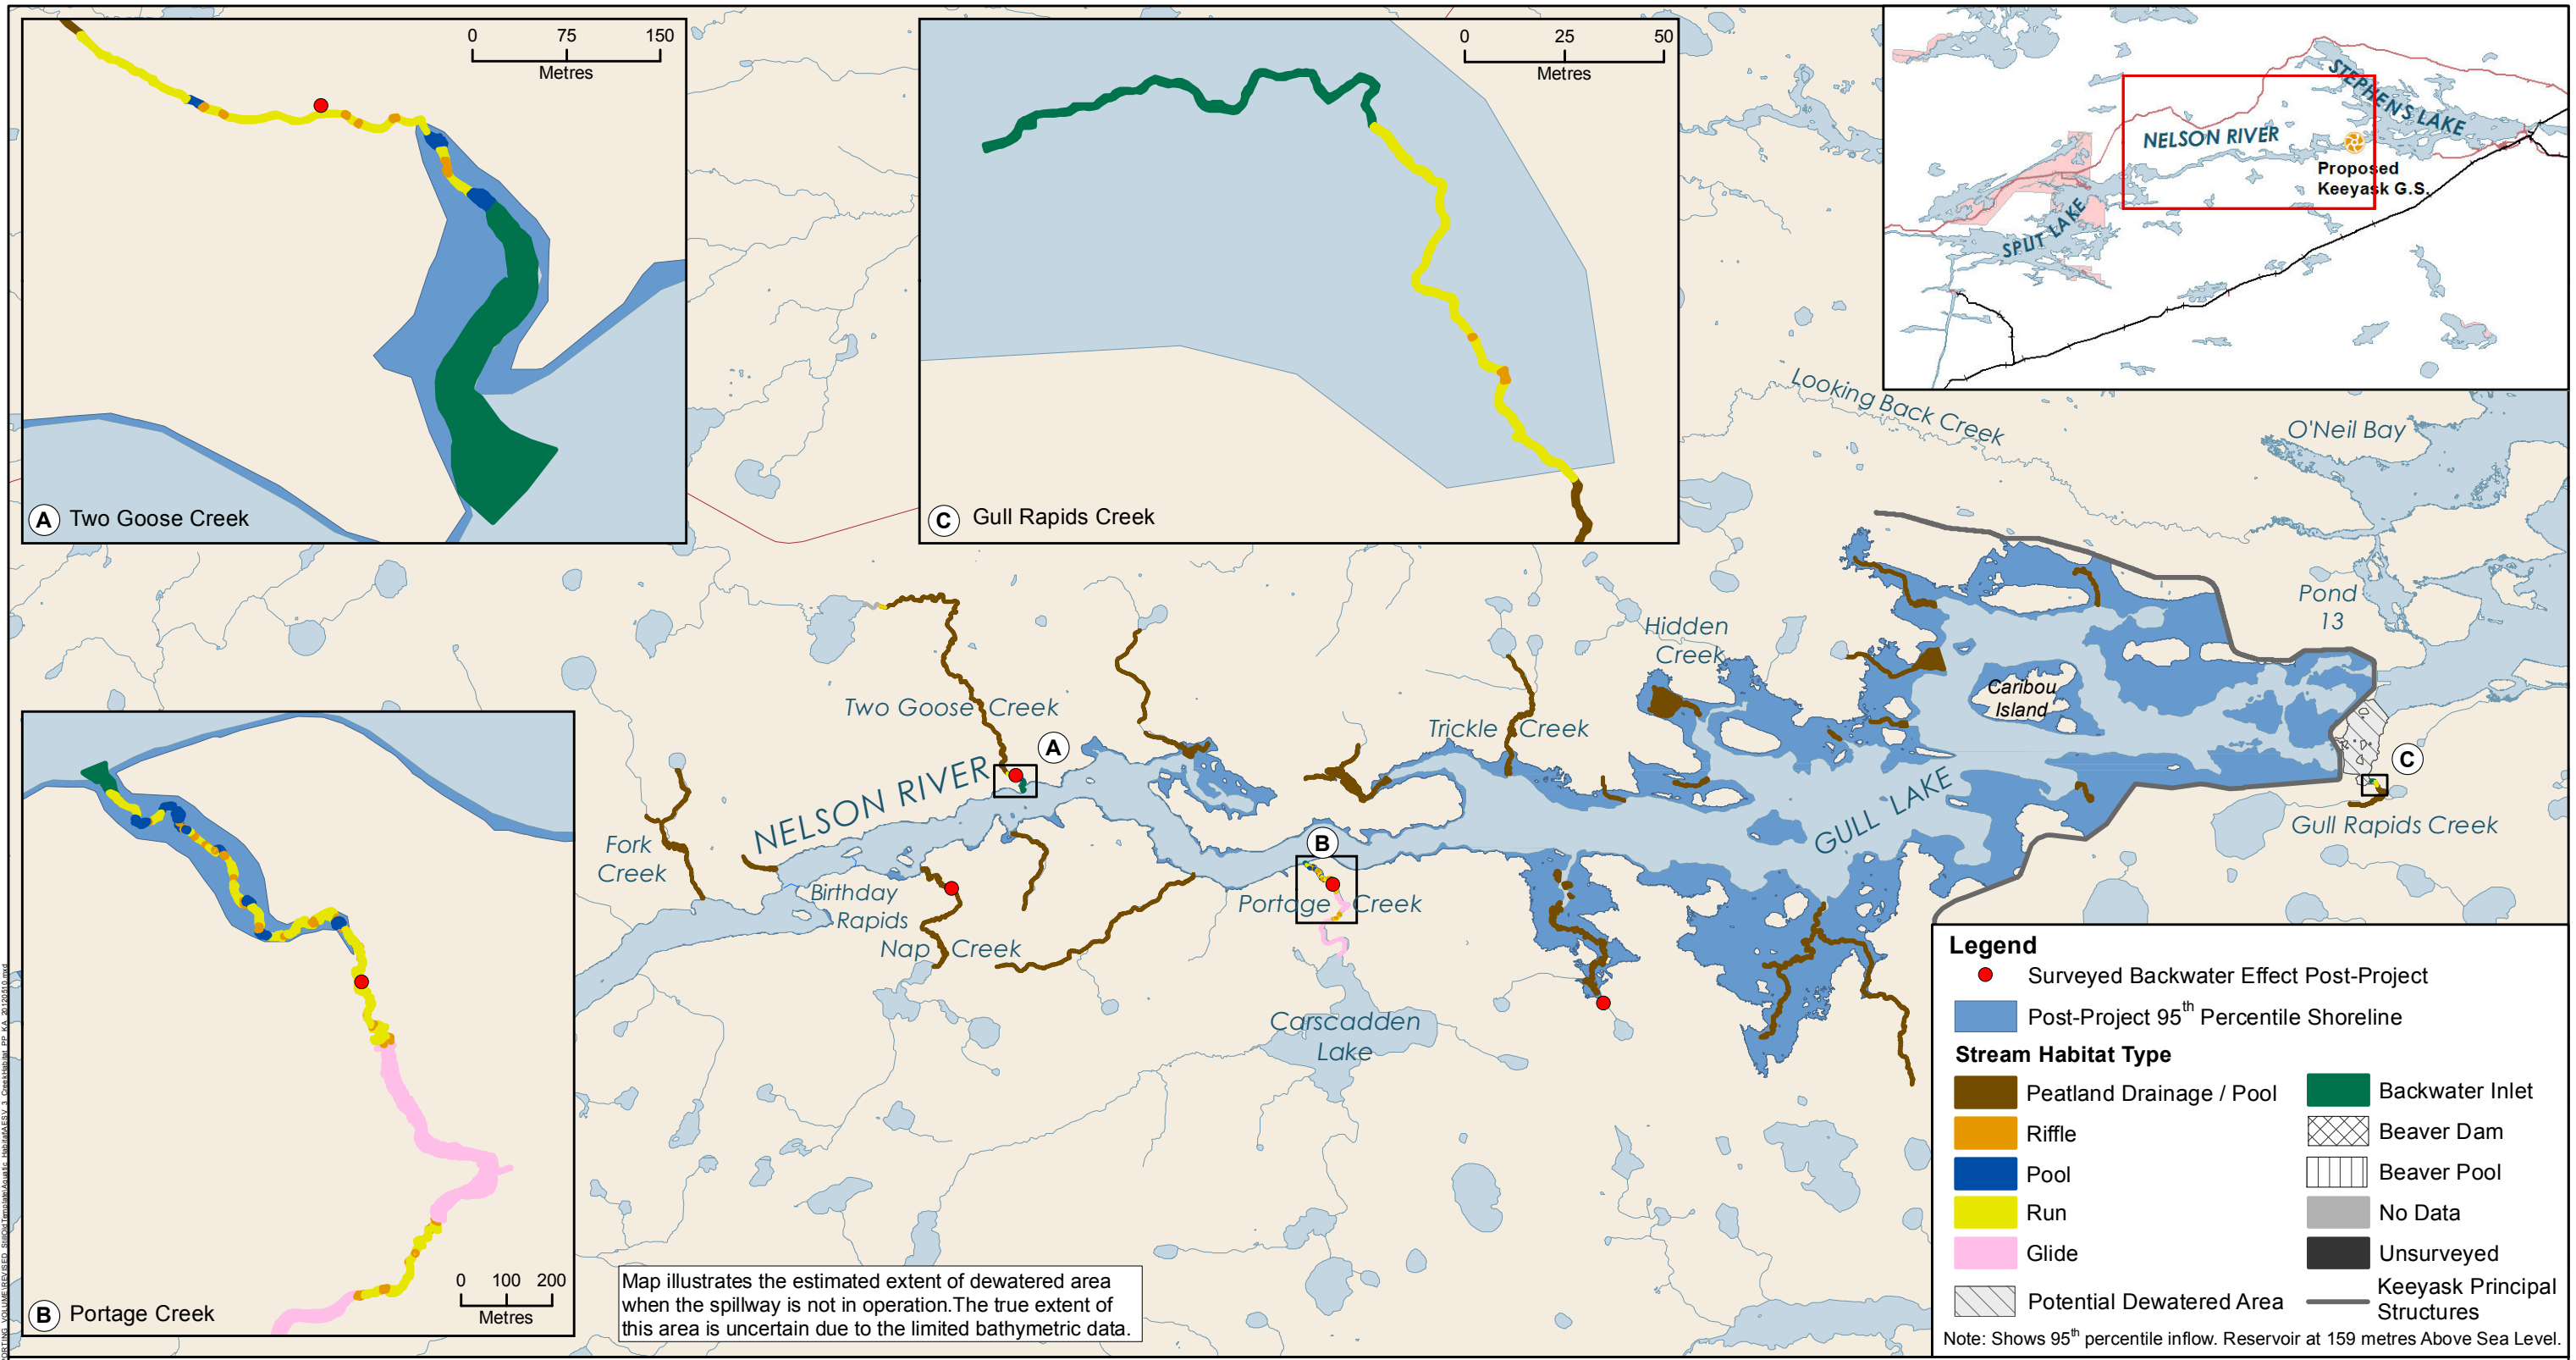 0 75 150
Metres
A Two Goose Creek
0 25 50
Metres
C Gull Rapids Creek
STEPHENS LAKE
NELSON RIVER
Proposed
Keeyask G.S.
SPLIT LAKE
Looking Back Creek
O'Neil Bay
Pond
13
Hidden
Creek
Two Goose Creek
Trickle Creek
Caribou
Island
A
C
NELSON RIVER
GULL LAKE
Gull Rapids Creek
Fork
Creek
B
Birthday
Rapids
Portage Creek
Nap Creek
Carscadden
Lake
0 100 200
Metres
B Portage Creek
Map illustrates the estimated extent of dewatered area
when the spillway is not in operation.The true extent of
this area is uncertain due to the limited bathymetric data.
Legend
Surveyed Backwater Effect Post-Project
Post-Project 95th Percentile Shoreline
Stream Habitat Type
Peatland Drainage / Pool
Riffle
Pool
Run
Glide
Potential Dewatered Area
Backwater Inlet
Beaver Dam
Beaver Pool
No Data
Unsurveyed
Keeyask Principal
Structures
Note: Shows 95th percentile inflow. Reservoir at 159 metres Above Sea Level.